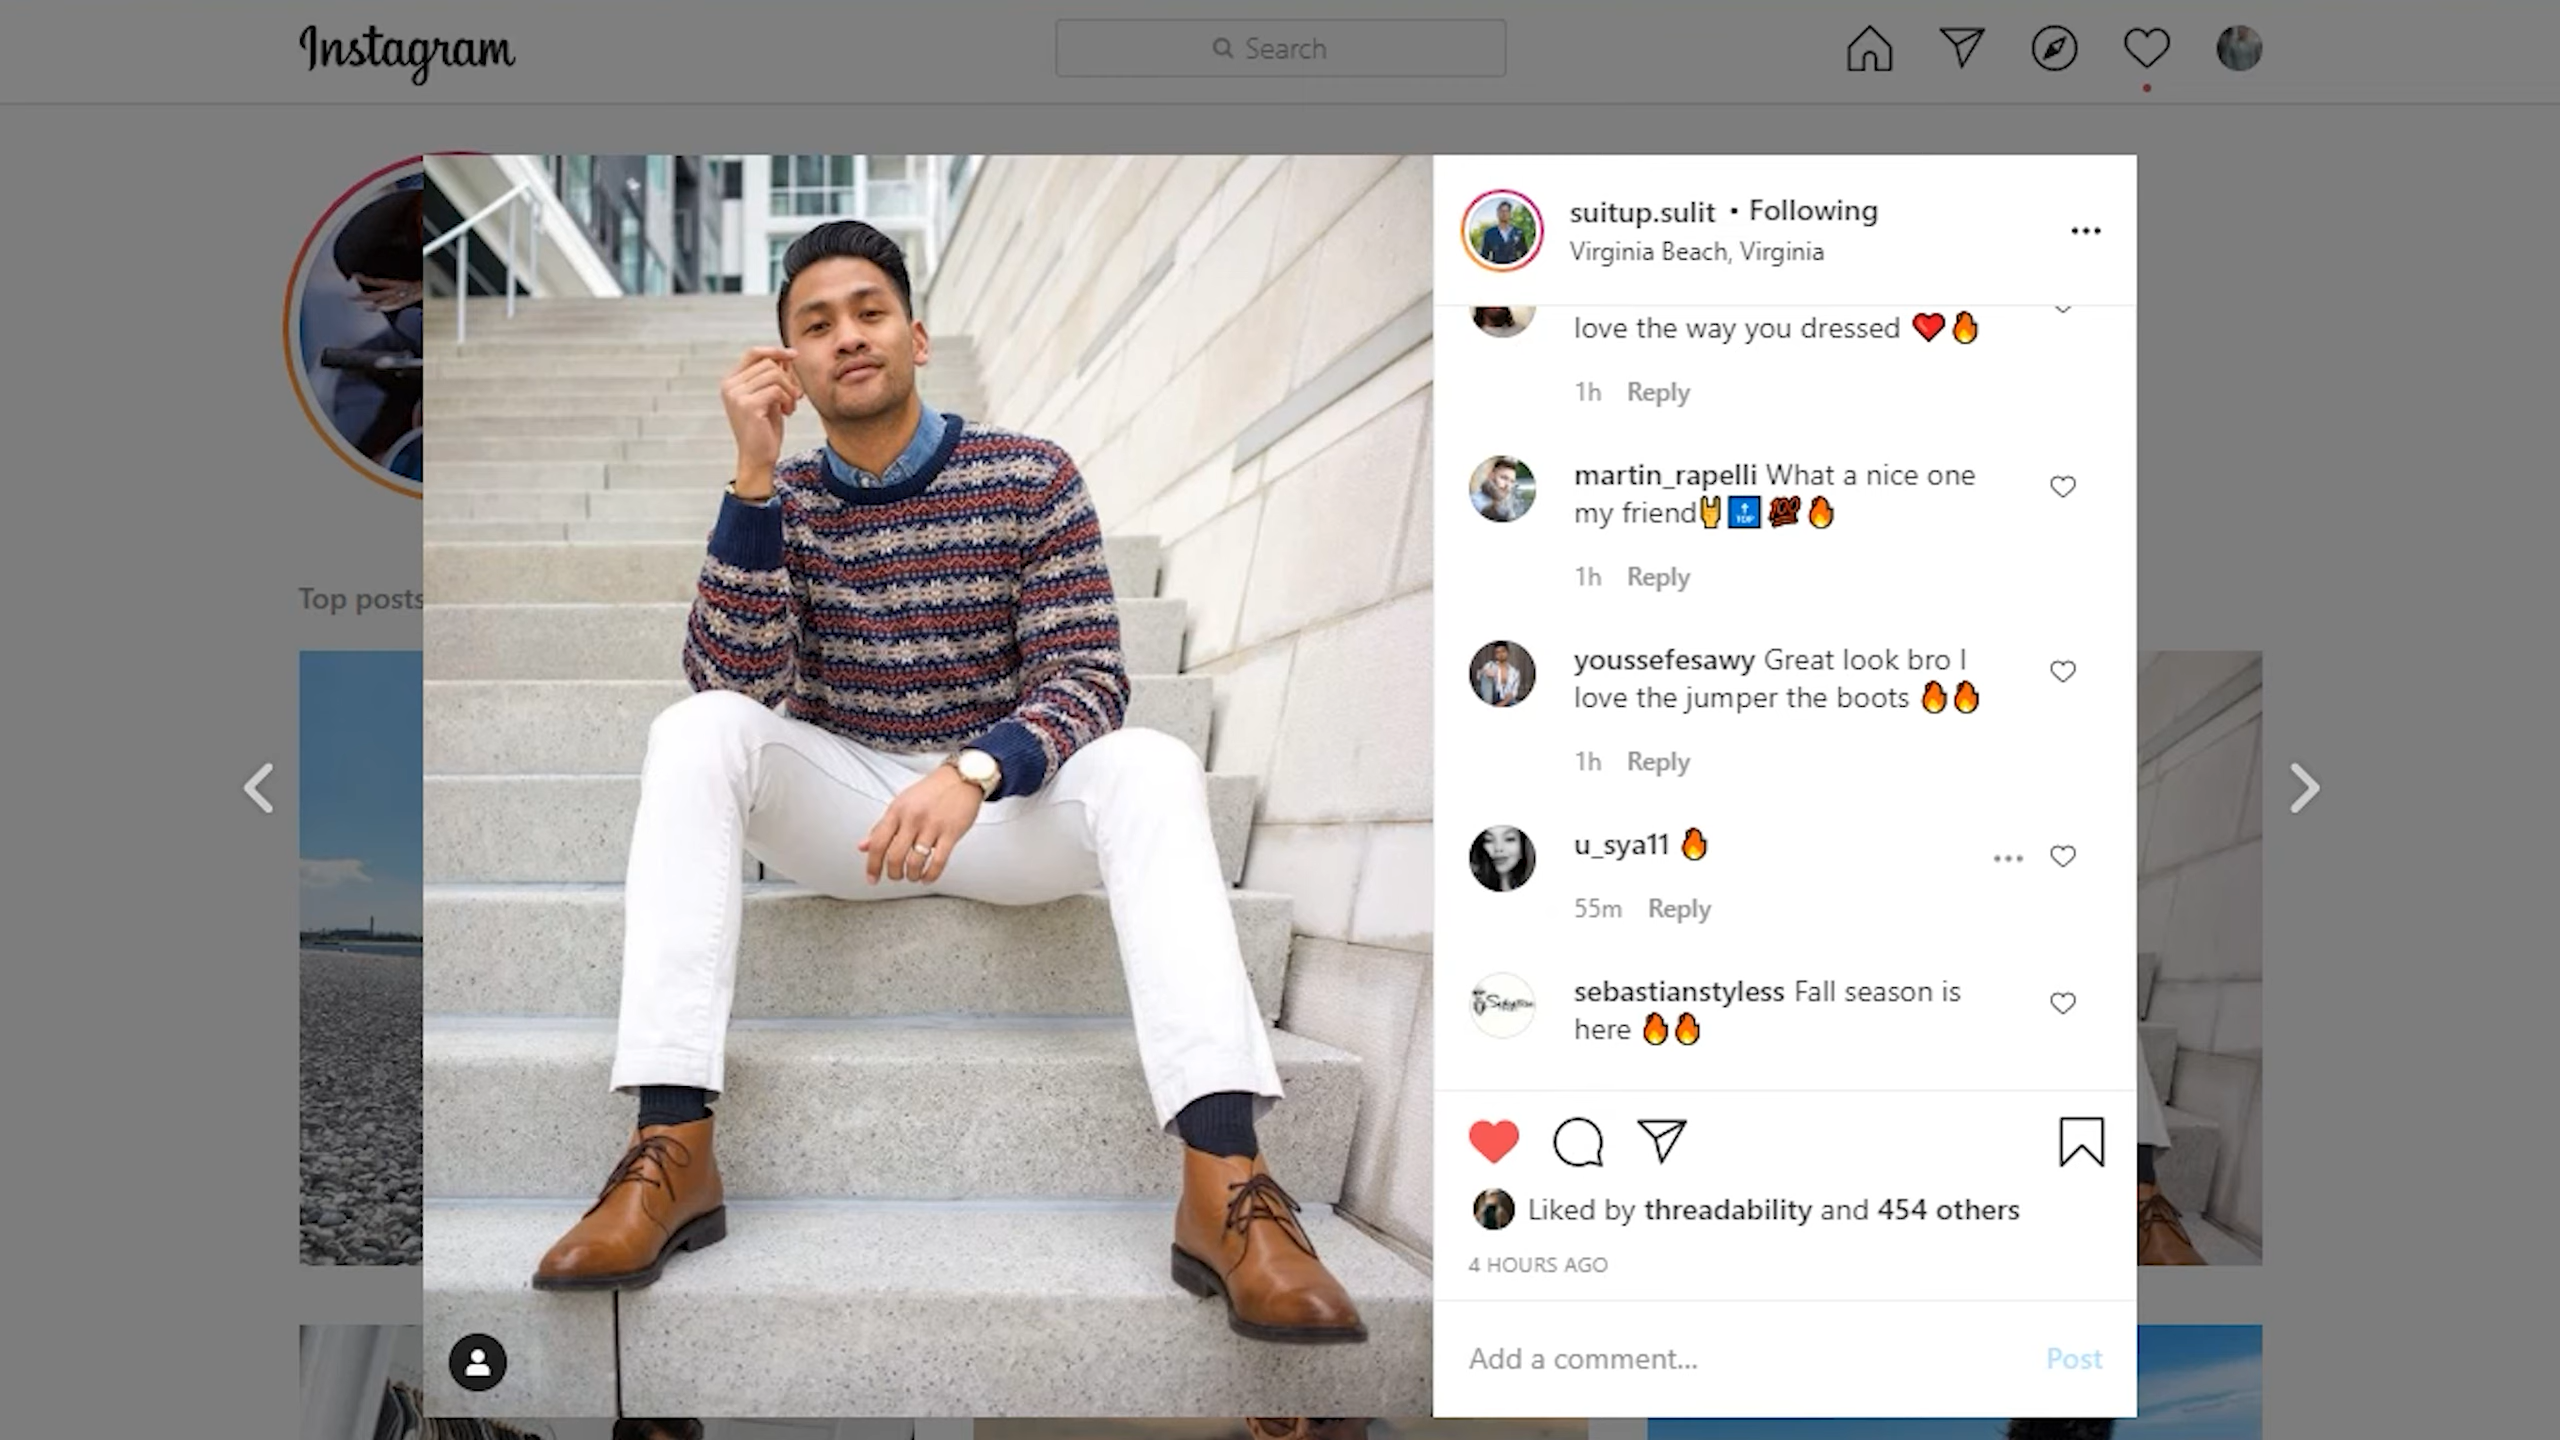 Instagram
Search
Top posts
suitup.sulit • Following
Virginia Beach, Virginia
love the way you dressed ❤️🔥
1h Reply
martin_rapelli What a nice one
my friend🤘🔝💯🔥
1h Reply
youssefesawy Great look bro I
love the jumper the boots 🔥🔥
1h Reply
u_sya11 🔥
55m Reply
sebastianstyless Fall season is
here 🔥🔥
Liked by threadability and 454 others
4 HOURS AGO
Add a comment...
Post